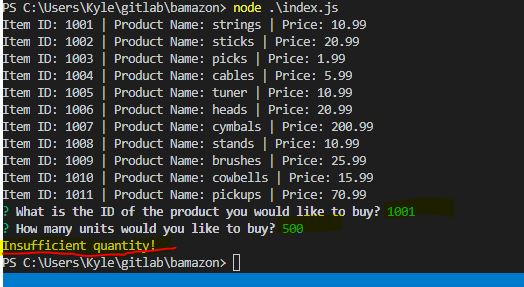 PS C:\Users\Kyle\gitlab\bamazon> node .\index.js
Item ID: 1001 | Product Name: strings | Price: 10.99
Item ID: 1002 | Product Name: sticks | Price: 20.99
Item ID: 1003 | Product Name: picks | Price: 1.99
Item ID: 1004 | Product Name: cables | Price: 5.99
Item ID: 1005 | Product Name: tuner | Price: 10.99
Item ID: 1006 | Product Name: heads | Price: 20.99
Item ID: 1007 | Product Name: cymbals | Price: 200.99
Item ID: 1008 | Product Name: stands | Price: 10.99
Item ID: 1009 | Product Name: brushes | Price: 25.99
Item ID: 1010 | Product Name: cowbells | Price: 15.99
Item ID: 1011 | Product Name: pickups | Price: 70.99
? What is the ID of the product you would like to buy? 1001
? How many units would you like to buy? 500
Insufficient quantity!
PS C:\Users\Kyle\gitlab\bamazon>